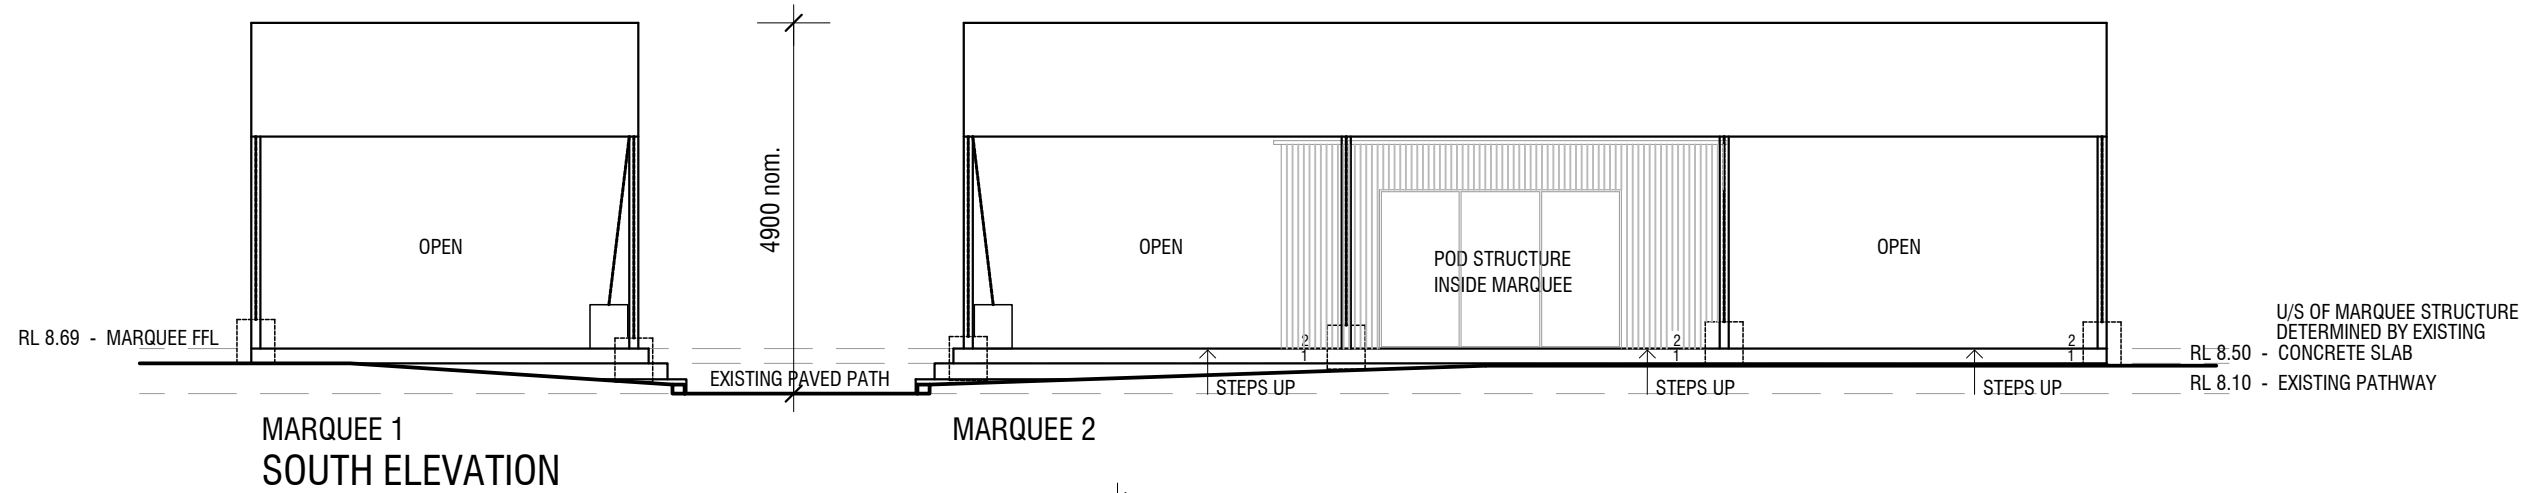 4900 nom.
OPEN
OPEN
OPEN
POD STRUCTURE
INSIDE MARQUEE
RL 8.69 - MARQUEE FFL
U/S OF MARQUEE STRUCTURE
DETERMINED BY EXISTING
RL 8.50 - CONCRETE SLAB
2
1
2
1
2
1
EXISTING PAVED PATH
STEPS UP
STEPS UP
STEPS UP
RL 8.10 - EXISTING PATHWAY
MARQUEE 1
MARQUEE 2
SOUTH ELEVATION